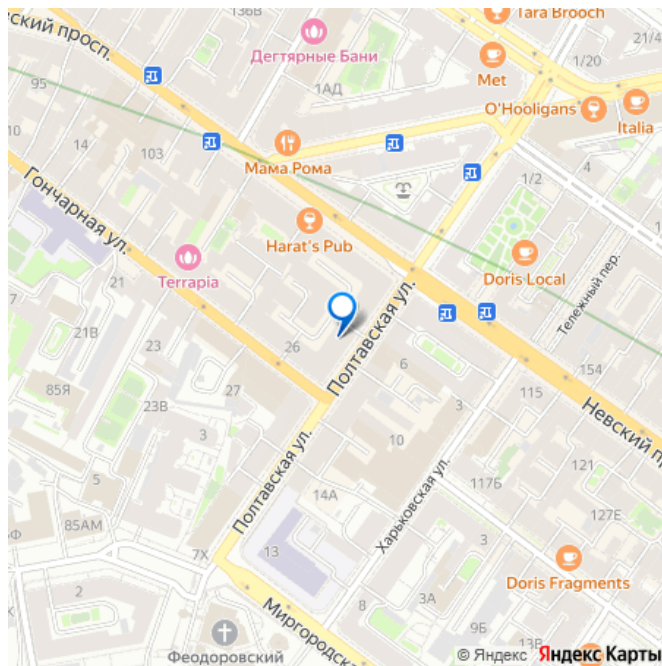 136В
Tara Brooch
ский просп.
Дегтярные Бани
Met
1/20
21/4
95
1АД
O'Hooligans
Italia
10
14
103
Мама Рома
4
1/2
Гончарная ул.
Harat's Pub
Doris Local
Тележный пер.
Terrapia
21
21В
23
26
Полтавская ул.
6
154
85Я
27
115
3
Невский пр
23В
3
10
121
5
Полтавская ул.
14А
Харьковская ул.
117Б
127Е
85АМ
7Х
13
3
Doris Fragments
2
Миргородска
8
3А
9Б
13В
Феодоровский
© Яндекс Яндекс Карты